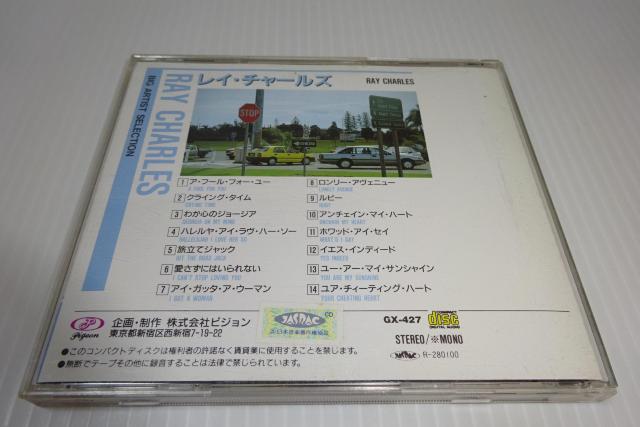 レイ・チャールズ
RAY CHARLES
RAY CHARLES
BIG ARTIST SELECTION
STOP
1 ア・フール・フォー・ユー
A FOOL FOR YOU
2 クライング・タイム
CRYING TIME
3 わが心のジョージア
GEORGIA ON MY MIND
4 ハレルヤ・アイ・ラヴ・ハー・ソー
HALLELUJAH I LOVE HER SO
5 旅立てジャック
HIT THE ROAD JACK
6 愛さずにはいられない
I CAN'T STOP LOVING YOU
7 アイ・ガッタ・ア・ウーマン
I GOT A WOMAN
8 ロンリー・アヴェニュー
LONELY AVENUE
9 ルビー
RUBY
10 アンチェイン・マイ・ハート
UNCHAIN MY HEART
11 ホワッド・アイ・セイ
WHAT'D I SAY
12 イエス・インディード
YES INDEED
13 ユー・アー・マイ・サンシャイン
YOU ARE MY SUNSHINE
14 ユア・チィーティング・ハート
YOUR CHEATING HEART
Pigeon
企画・制作 株式会社ピジョン
東京都新宿区西新宿7-19-22
JASRAC
CD
GX-427
COMPACT disc DIGITAL AUDIO
STEREO/※MONO
JASRAC R-280100
●このコンパクトディスクは権利者の許諾なく賃貸業に使用することを禁じます。
●無断でテープその他に録音することは法律で禁じられています。